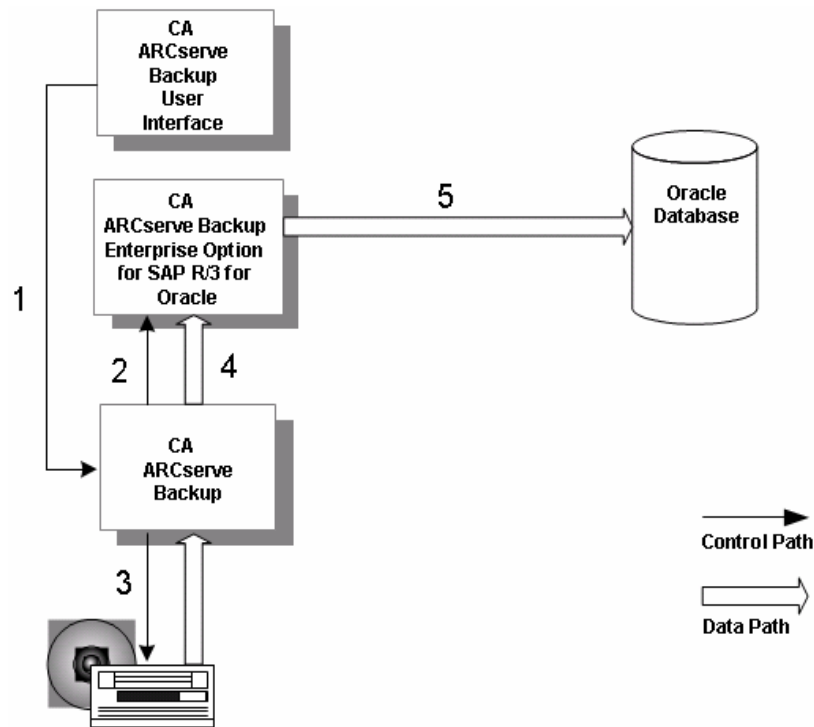 CA
ARCserve
Backup
User
Interface
CA
ARCserve Backup
Enterprise Option
for SAP R/3 for
Oracle
5
Oracle
Database
1
2
4
CA
ARCserve
Backup
3
Control Path
Data Path